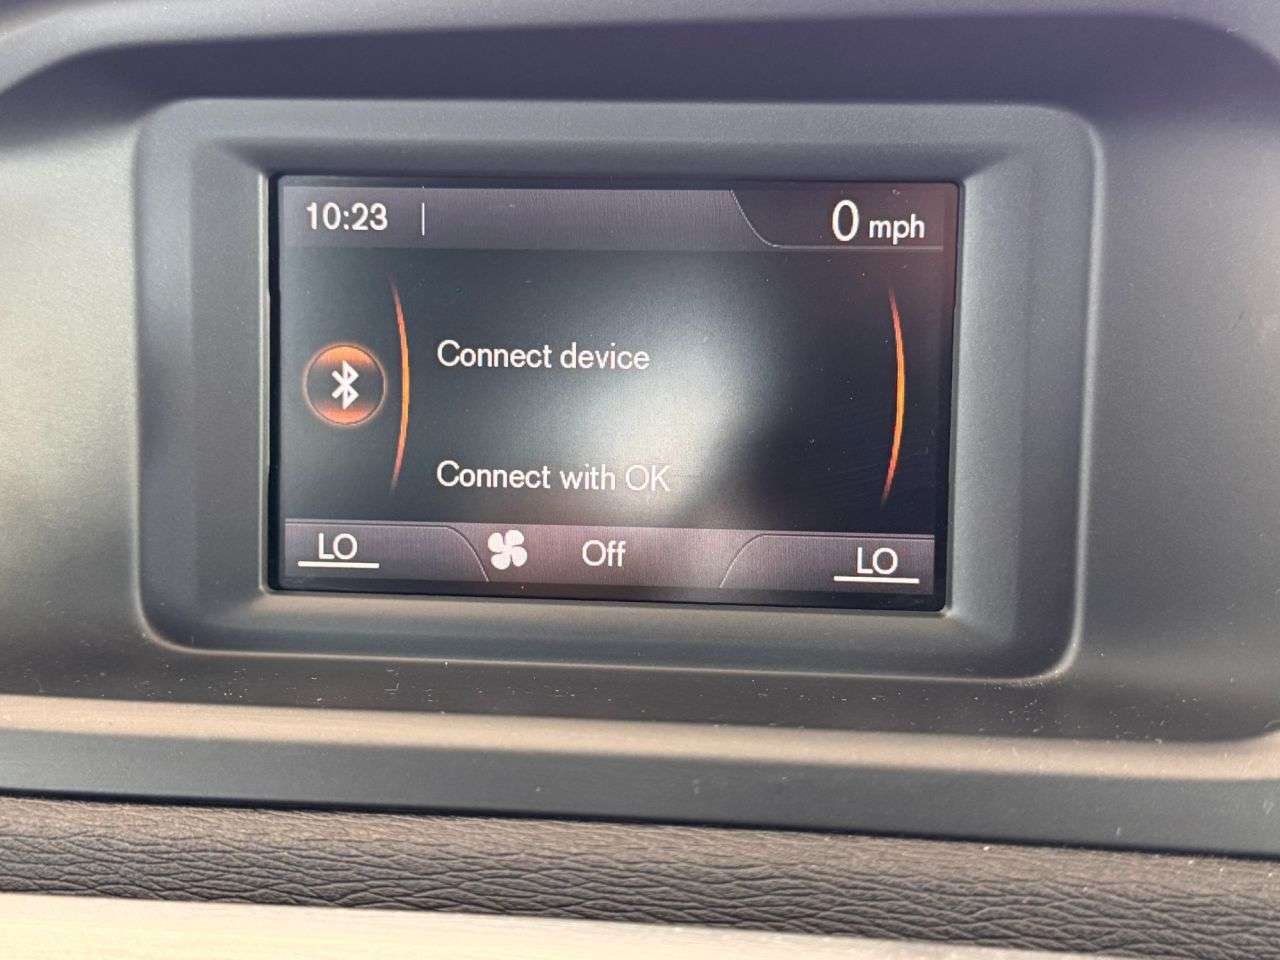 10:23
0 mph
Connect device
Connect with OK
LO Off LO